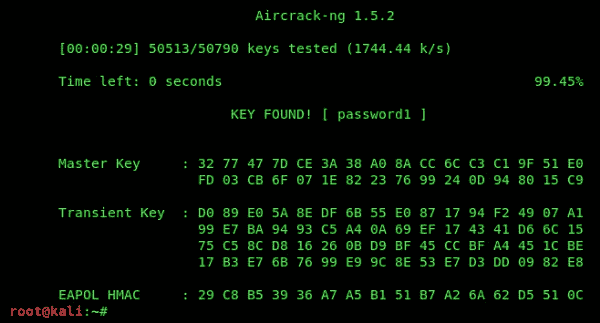 Aircrack-ng 1.5.2
[00:00:29] 50513/50790 keys tested (1744.44 k/s)
Time left: 0 seconds 99.45%
KEY FOUND! [ password1 ]
Master Key : 32 77 47 7D CE 3A 38 A0 8A CC 6C C3 C1 9F 51 E0
FD 03 CB 6F 07 1E 82 23 76 99 24 0D 94 80 15 C9
Transient Key : D0 89 E0 5A 8E DF 6B 55 E0 87 17 94 F2 49 07 A1
99 E7 BA 94 93 C5 A4 0A 69 EF 17 43 41 D6 6C 15
75 C5 8C D8 16 26 0B D9 BF 45 CC BF A4 45 1C BE
17 B3 E7 6B 76 99 E9 9C 8E 53 E7 D3 DD 09 82 E8
EAPOL HMAC : 29 C8 B5 39 36 A7 A5 B1 51 B7 A2 6A 62 D5 51 0C
root@kali:~#